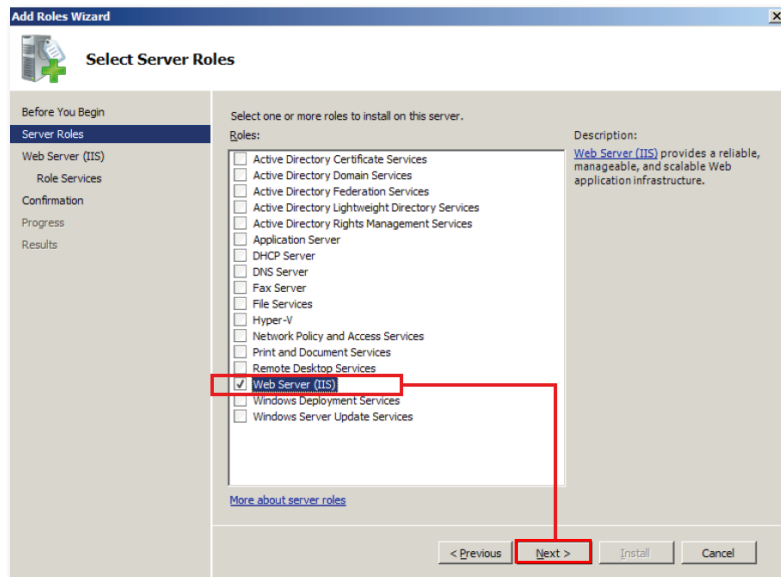 Add Roles Wizard
Select Server Roles
Before You Begin
Server Roles
Web Server (IIS)
Role Services
Confirmation
Progress
Results
Select one or more roles to install on this server.
Roles:
Active Directory Certificate Services
Active Directory Domain Services
Active Directory Federation Services
Active Directory Lightweight Directory Services
Active Directory Rights Management Services
Application Server
DHCP Server
DNS Server
Fax Server
File Services
Hyper-V
Network Policy and Access Services
Print and Document Services
Remote Desktop Services
Web Server (IIS)
Windows Deployment Services
Windows Server Update Services
More about server roles
Description:
Web Server (IIS) provides a reliable,
manageable, and scalable Web
application infrastructure.
< Previous
Next >
Install
Cancel